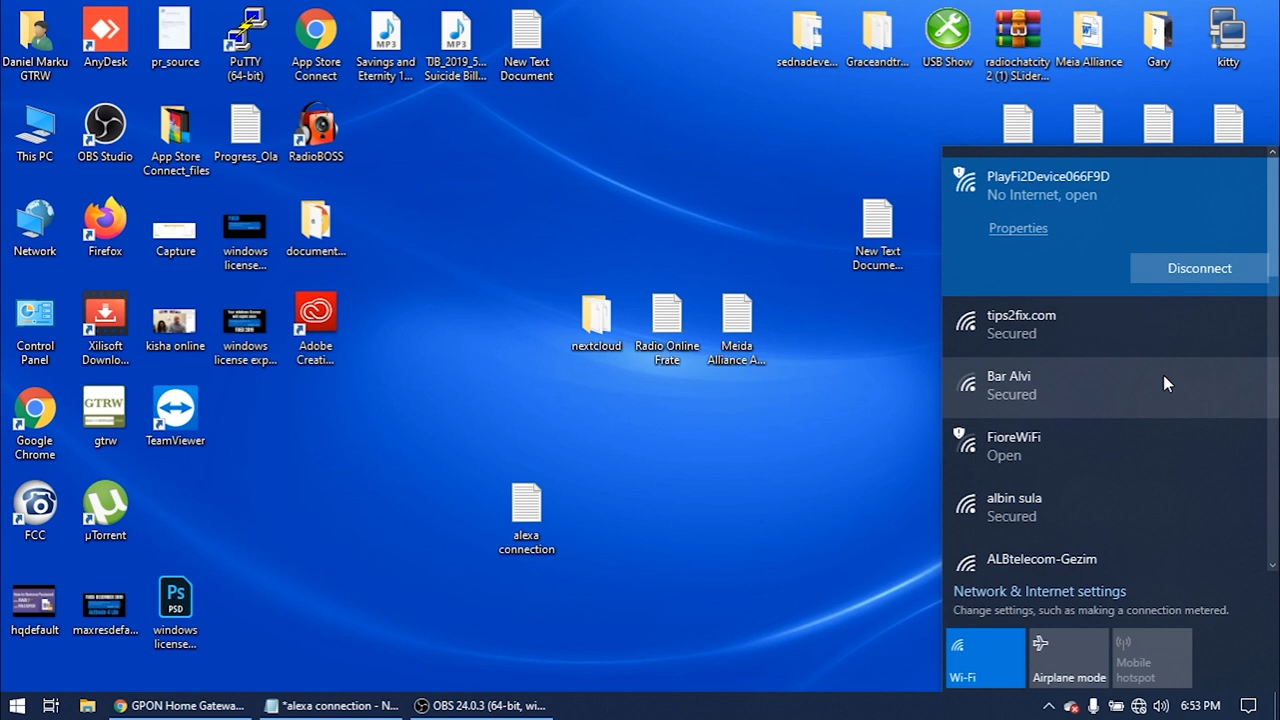 Daniel Marku
GTRW
AnyDesk
pr_source
PuTTY
(64-bit)
App Store
Connect
MP3
Savings and
Eternity 1...
MP3
TJB_2019_5...
Suicide Bill...
New Text
Document
sednadeve...
Graceandtr...
USB Show
radiochatcity
2 (1) SLider...
Meia Alliance
Gary
kitty
This PC
OBS Studio
App Store
Connect_files
Progress_Ola
RadioBOSS
Network
Firefox
Capture
windows
license...
document...
New Text
Docume...
Control
Panel
Xilisoft
Downlo...
kisha online
windows
license exp...
Adobe
Creati...
nextcloud
Radio Online
Frate
Meida
Alliance A...
Google
Chrome
GTRW
gtrw
TeamViewer
FCC
µTorrent
alexa
connection
hqdefault
maxresdefa...
Ps
PSD
windows
license...
PlayFi2Device066F9D
No Internet, open
Properties
Disconnect
tips2fix.com
Secured
Bar Alvi
Secured
FioreWiFi
Open
albin sula
Secured
ALBtelecom-Gezim
Network & Internet settings
Change settings, such as making a connection metered.
Wi-Fi
Airplane mode
Mobile
hotspot
GPON Home Gatewa...
*alexa connection - N...
OBS 24.0.3 (64-bit, wi...
6:53 PM